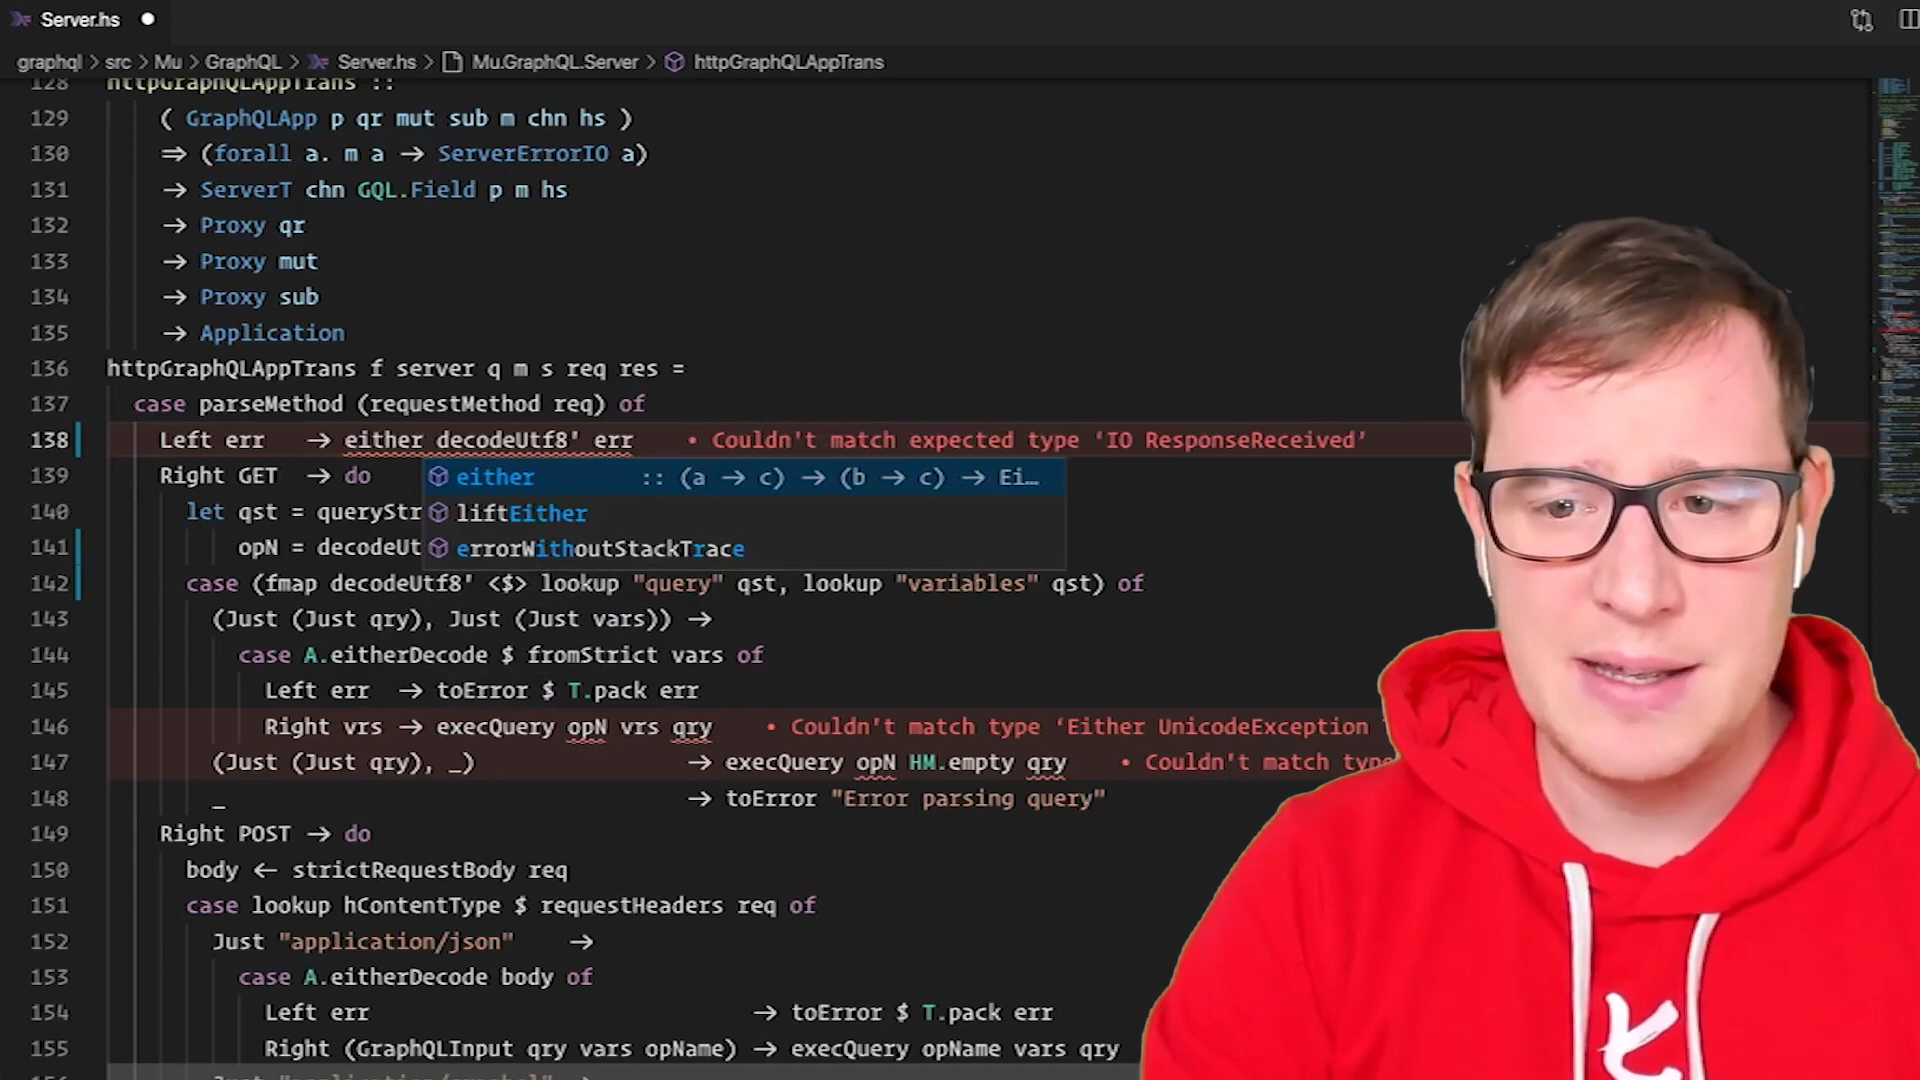 Server.hs
graphql > src > Mu > GraphQL > Server.hs > Mu.GraphQL.Server > httpGraphQLAppTrans
128 httpGraphQLAppTrans ::
129 ( GraphQLApp p qr mut sub m chn hs )
130 ⇒ (forall a. m a → ServerErrorIO a)
131 → ServerT chn GQL.Field p m hs
132 → Proxy qr
133 → Proxy mut
134 → Proxy sub
135 → Application
136 httpGraphQLAppTrans f server q m s req res =
137 case parseMethod (requestMethod req) of
138 Left err → either decodeUtf8' err • Couldn't match expected type ‘IO ResponseReceived’
139 Right GET → do either :: (a → c) → (b → c) → Ei…
140 let qst = queryStr liftEither
141 opN = decodeUt errorWithoutStackTrace
142 case (fmap decodeUtf8' <$> lookup "query" qst, lookup "variables" qst) of
143 (Just (Just qry), Just (Just vars)) →
144 case A.eitherDecode $ fromStrict vars of
145 Left err → toError $ T.pack err
146 Right vrs → execQuery opN vrs qry • Couldn't match type ‘Either UnicodeException
147 (Just (Just qry), _) → execQuery opN HM.empty qry • Couldn't match type
148 _ → toError "Error parsing query"
149 Right POST → do
150 body ← strictRequestBody req
151 case lookup hContentType $ requestHeaders req of
152 Just "application/json" →
153 case A.eitherDecode body of
154 Left err → toError $ T.pack err
155 Right (GraphQLInput qry vars opName) → execQuery opName vars qry